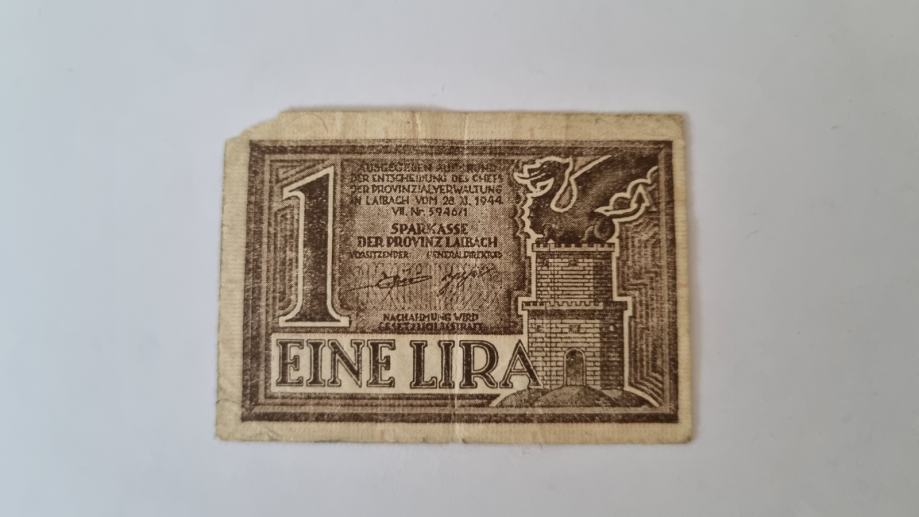 1
AUSGEGEBEN AUF GRUND
DER ENTSCHEIDUNG DES CHEFS
DER PROVINZIALVERWALTUNG
IN LAIBACH VOM 28. XI. 1944
VII. Nr. 5946/1
SPARKASSE
DER PROVINZ LAIBACH
VORSITZENDER GENERALDIREKTOR
NACHAHMUNG WIRD
GESETZLICH BESTRAFT
EINE LIRA